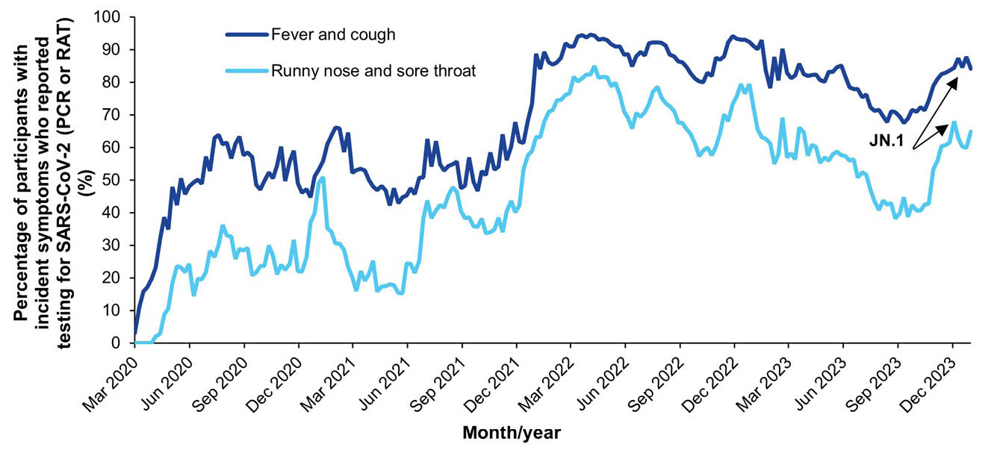 Percentage of participants with
incident symptoms who reported
testing for SARS-CoV-2 (PCR or RAT)
(%)
100
90
80
70
60
50
40
30
20
10
0
Fever and cough
Runny nose and sore throat
JN.1
Mar 2020
Jun 2020
Sep 2020
Dec 2020
Mar 2021
Jun 2021
Sep 2021
Dec 2021
Mar 2022
Jun 2022
Sep 2022
Dec 2022
Mar 2023
Jun 2023
Sep 2023
Dec 2023
Month/year